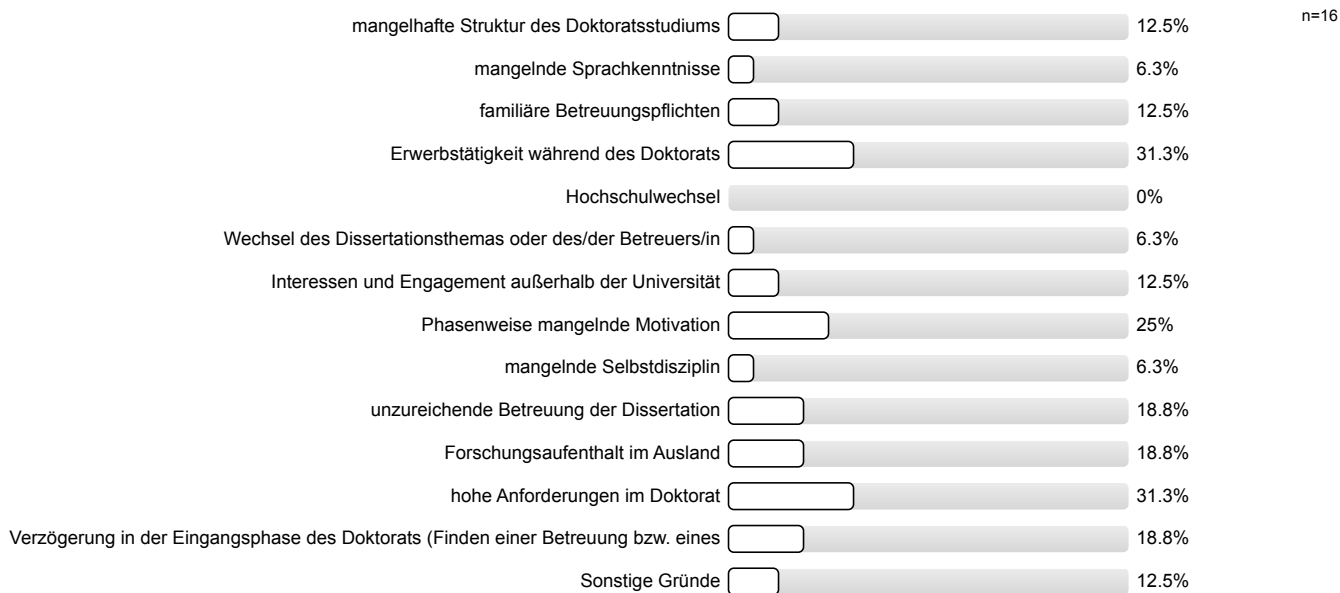 n=16
mangelhafte Struktur des Doktoratsstudiums 12.5%
mangelnde Sprachkenntnisse 6.3%
familiäre Betreuungspflichten 12.5%
Erwerbstätigkeit während des Doktorats 31.3%
Hochschulwechsel 0%
Wechsel des Dissertationsthemas oder des/der Betreuers/in 6.3%
Interessen und Engagement außerhalb der Universität 12.5%
Phasenweise mangelnde Motivation 25%
mangelnde Selbstdisziplin 6.3%
unzureichende Betreuung der Dissertation 18.8%
Forschungsaufenthalt im Ausland 18.8%
hohe Anforderungen im Doktorat 31.3%
Verzögerung in der Eingangsphase des Doktorats (Finden einer Betreuung bzw. eines 18.8%
Sonstige Gründe 12.5%